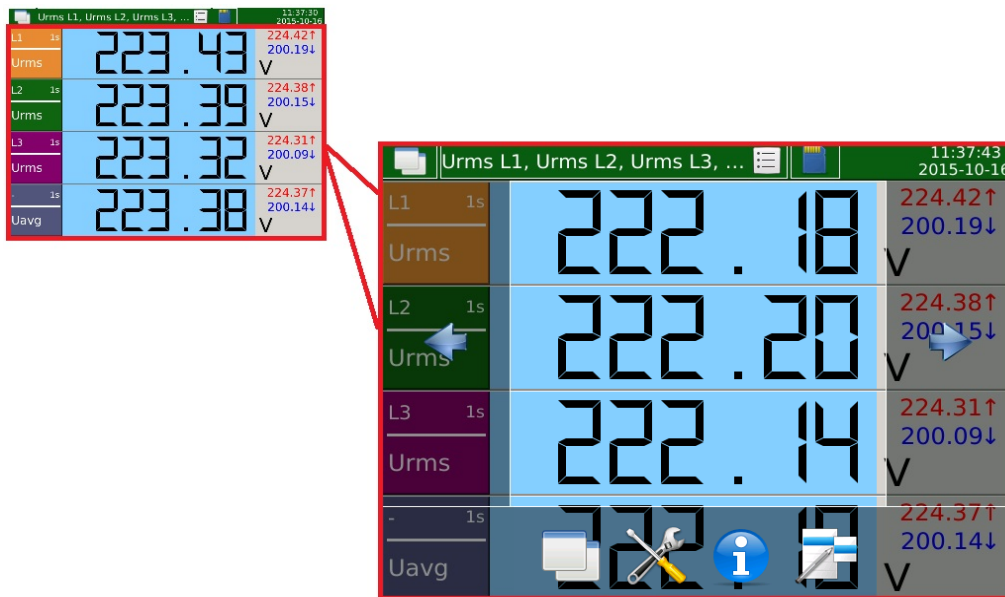 Urms L1, Urms L2, Urms L3, ...
11:37:30
2015-10-16
L1 1s
Urms
223.43
224.42↑
200.19↓
V
L2 1s
Urms
223.39
224.38↑
200.15↓
V
L3 1s
Urms
223.32
224.31↑
200.09↓
V
- 1s
Uavg
223.38
224.37↑
200.14↓
V
Urms L1, Urms L2, Urms L3, ...
11:37:43
2015-10-16
L1 1s
Urms
222.18
224.42↑
200.19↓
V
L2 1s
Urms
222.20
224.38↑
200.15↓
V
L3 1s
Urms
222.14
224.31↑
200.09↓
V
- 1s
Uavg
224.37↑
200.14↓
V